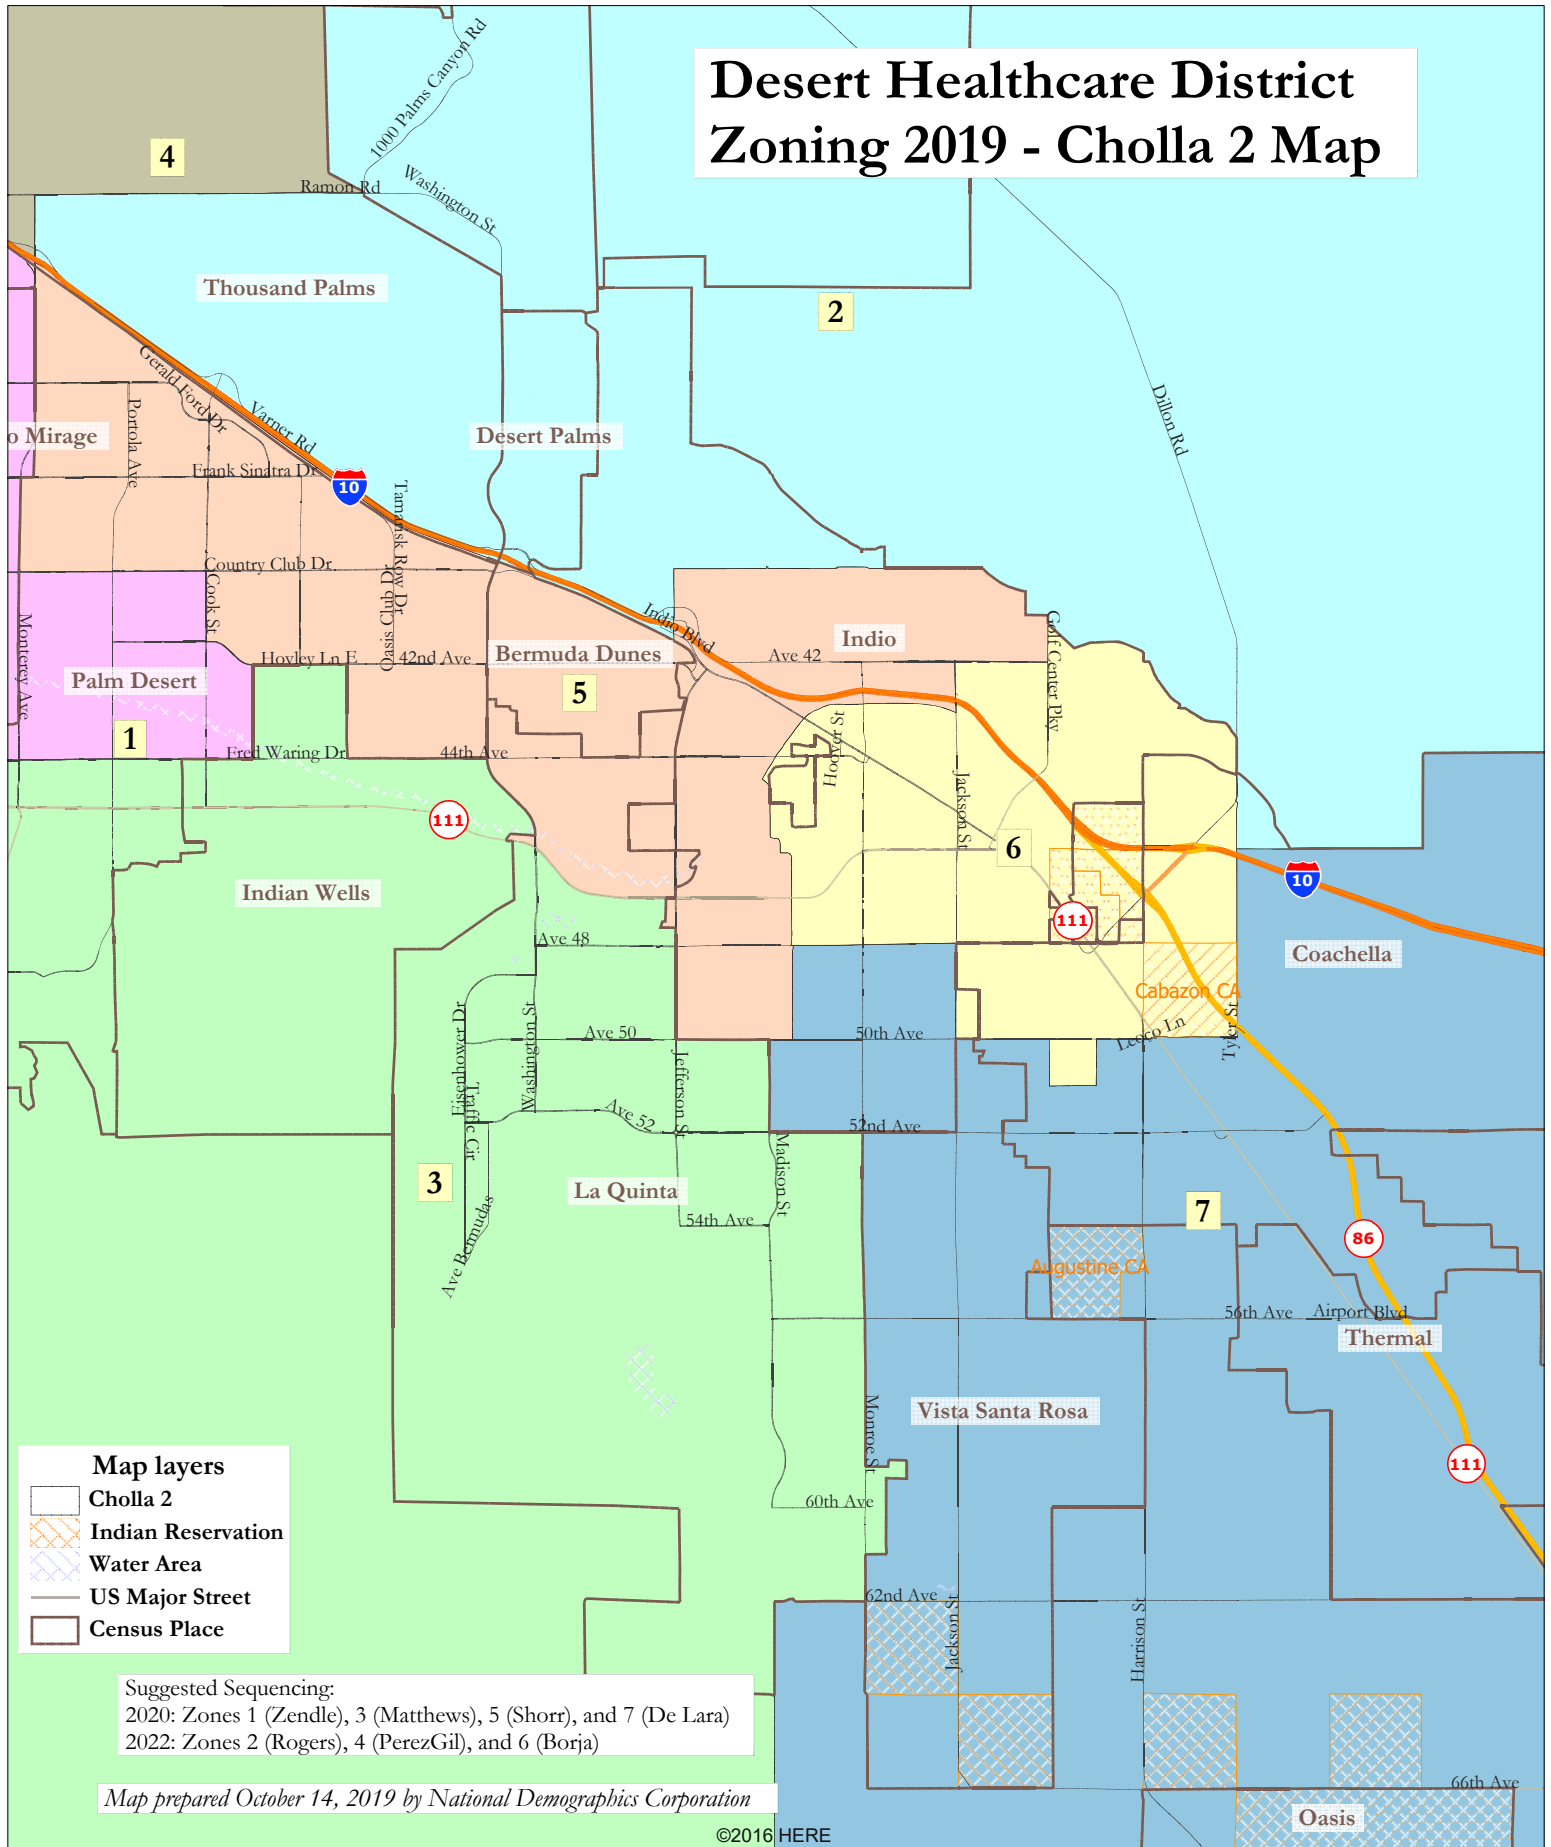 Desert Healthcare District
Zoning 2019 - Cholla 2 Map
1000 Palms Canyon Rd
4
Ramon Rd
Washington St
Thousand Palms
2
Gerald Ford Dr
Varner Rd
Dillon Rd
Portola Ave
o Mirage
Desert Palms
Frank Sinatra Dr
10
Tamarisk Row Dr
Country Club Dr
Cook St
Oasis Club Dr
Monterey Ave
Indio Blvd
Indio
Golf Center Pky
Hovley Ln E
42nd Ave
Bermuda Dunes
Ave 42
Palm Desert
5
1
Fred Waring Dr
44th Ave
Hoover St
Jackson St
111
6
10
Indian Wells
111
Ave 48
Coachella
Cabazon CA
Eisenhower Dr
Washington St
Ave 50
50th Ave
Leoco Ln
Tyler St
Jefferson St
Traffic Cir
Ave 52
52nd Ave
Madison St
3
La Quinta
7
54th Ave
Ave Bermudas
86
Augustine CA
56th Ave
Airport Blvd
Thermal
Monroe St
Vista Santa Rosa
111
60th Ave
62nd Ave
Jackson St
Harrison St
66th Ave
Oasis
Map layers
Cholla 2
Indian Reservation
Water Area
US Major Street
Census Place
Suggested Sequencing:
2020: Zones 1 (Zendle), 3 (Matthews), 5 (Shorr), and 7 (De Lara)
2022: Zones 2 (Rogers), 4 (PerezGil), and 6 (Borja)
Map prepared October 14, 2019 by National Demographics Corporation
©2016 HERE